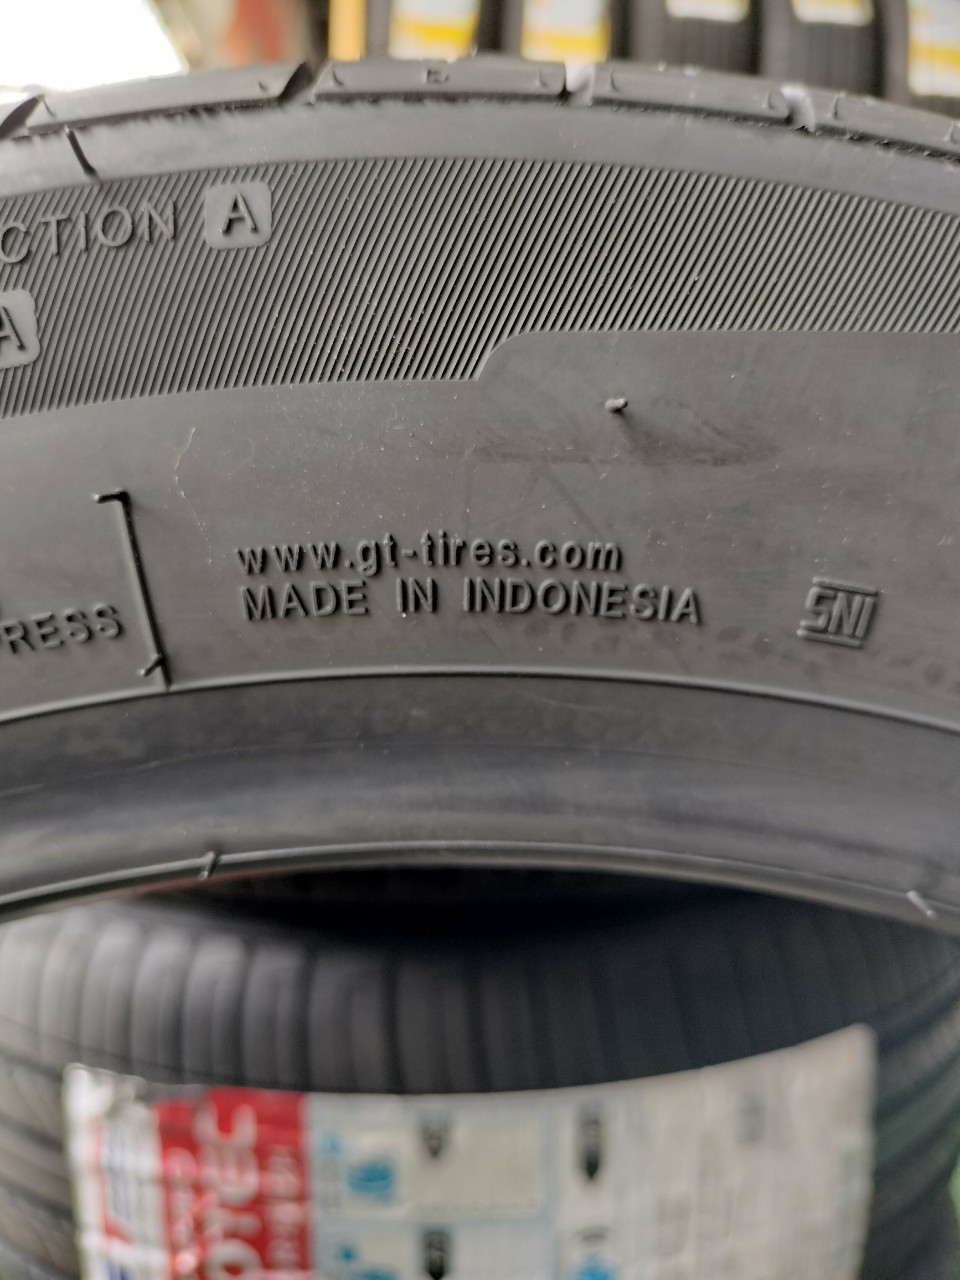 CTION A
A
www.gt-tires.com
MADE IN INDONESIA
RESS
SNI